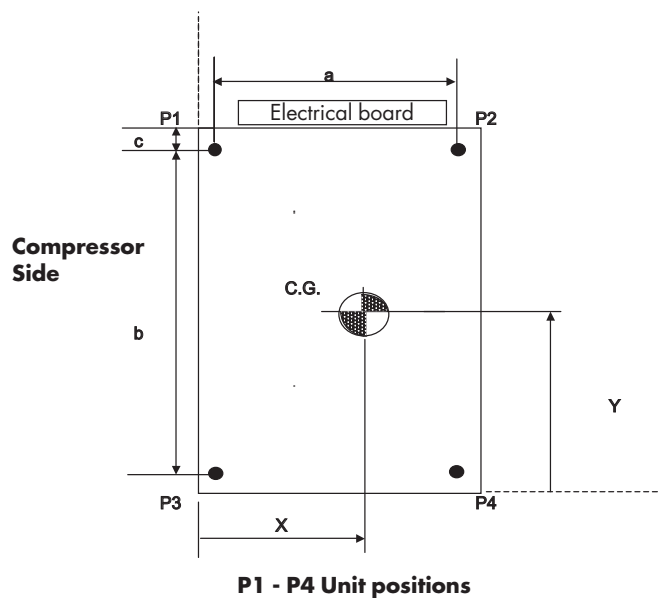 a
P1
Electrical board
P2
c
Compressor
Side
C.G.
b
Y
P3
P4
X
P1 - P4 Unit positions